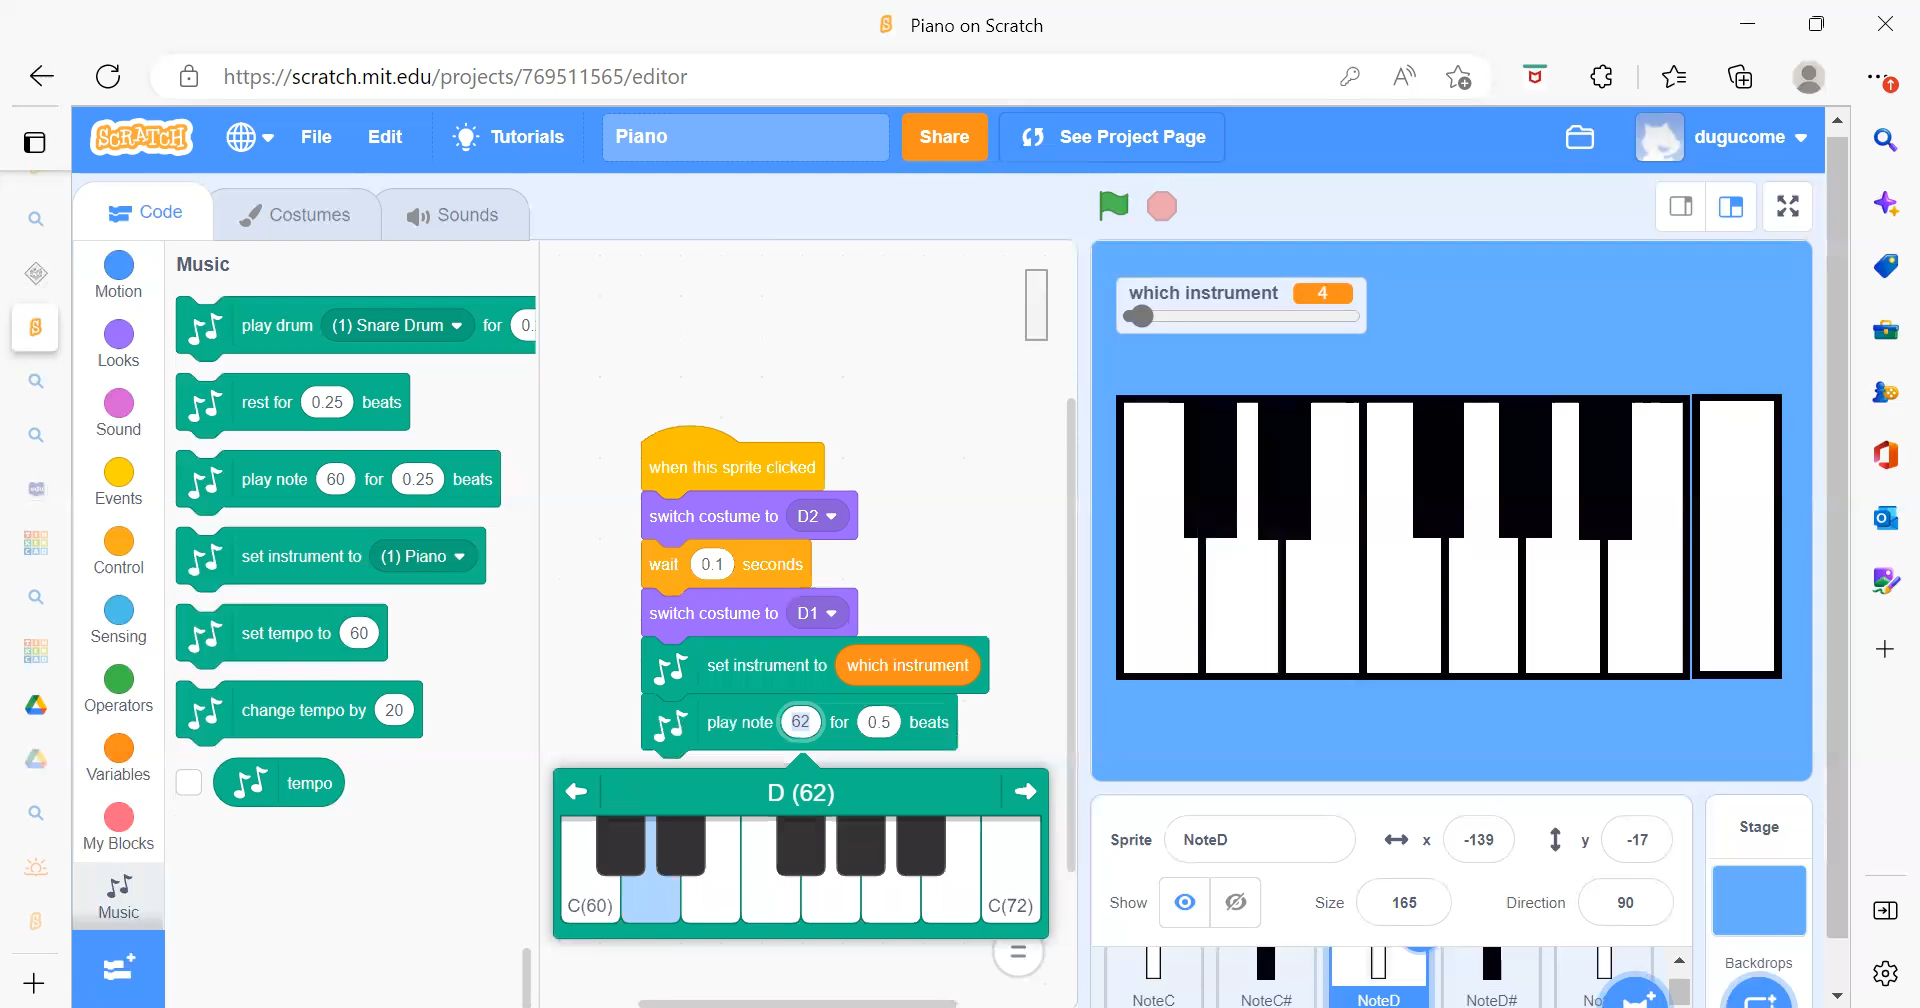 Piano on Scratch
https://scratch.mit.edu/projects/769511565/editor
SCRATCH
File
Edit
Tutorials
Piano
Share
See Project Page
dugucome
Code
Costumes
Sounds
Motion
Looks
Sound
Events
Control
Sensing
Operators
Variables
My Blocks
Music
Music
play drum (1) Snare Drum for 0.
rest for 0.25 beats
play note 60 for 0.25 beats
set instrument to (1) Piano
set tempo to 60
change tempo by 20
tempo
when this sprite clicked
switch costume to D2
wait 0.1 seconds
switch costume to D1
set instrument to which instrument
play note 62 for 0.5 beats
D (62)
C(60)
C(72)
which instrument 4
Sprite NoteD x -139 y -17
Show Size 165 Direction 90
NoteC
NoteC#
NoteD
NoteD#
No
Stage
Backdrops